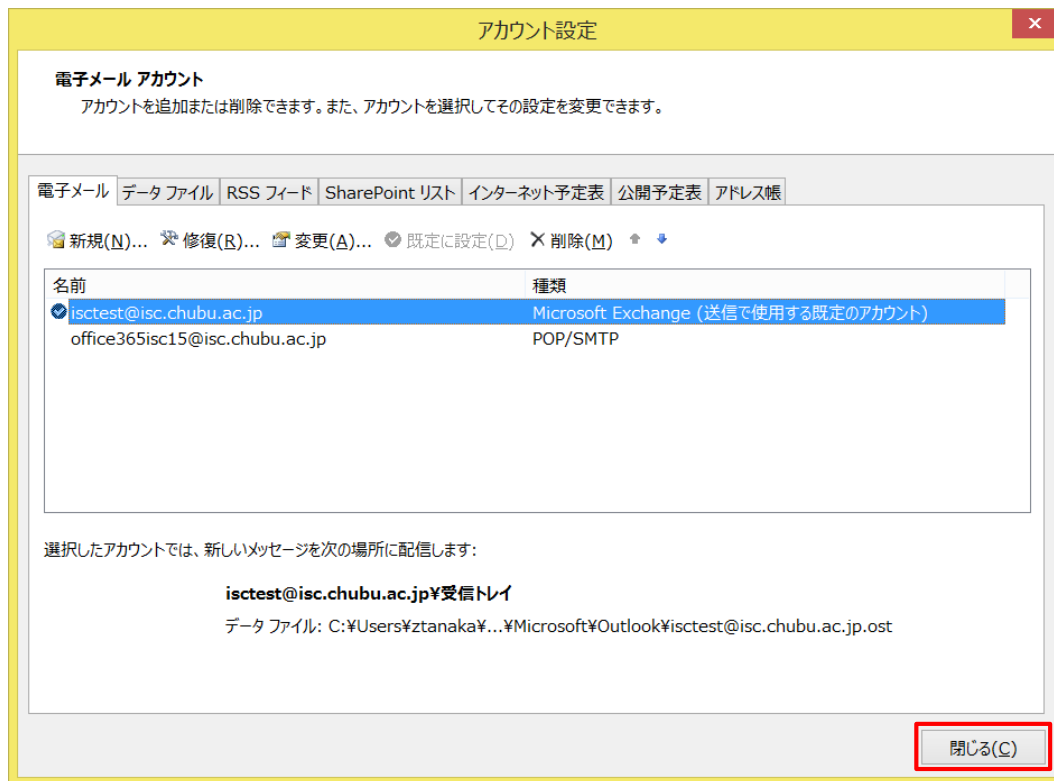 アカウント設定
電子メール アカウント
アカウントを追加または削除できます。また、アカウントを選択してその設定を変更できます。
電子メール データ ファイル RSS フィード SharePoint リスト インターネット予定表 公開予定表 アドレス帳
新規(N)... 修復(R)... 変更(A)... 既定に設定(D) 削除(M)
名前 種類
isctest@isc.chubu.ac.jp Microsoft Exchange (送信で使用する既定のアカウント)
office365isc15@isc.chubu.ac.jp POP/SMTP
選択したアカウントでは、新しいメッセージを次の場所に配信します:
isctest@isc.chubu.ac.jp¥受信トレイ
データ ファイル: C:¥Users¥ztanaka¥...¥Microsoft¥Outlook¥isctest@isc.chubu.ac.jp.ost
閉じる(C)